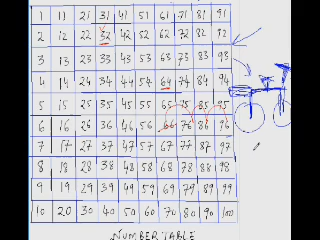 1 11 21 31 41 51 61 71 81 91
2 12 22 32 42 52 62 72 82 92
3 13 23 33 43 53 63 73 83 93
4 14 24 34 44 54 64 74 84 94
5 15 25 35 45 55 65 75 85 95
6 16 26 36 46 56 66 76 86 96
7 17 27 37 47 57 67 77 87 97
8 18 28 38 48 58 68 78 88 98
9 19 29 39 49 59 69 79 89 99
10 20 30 40 50 60 70 80 90 100
NUMBER TABLE